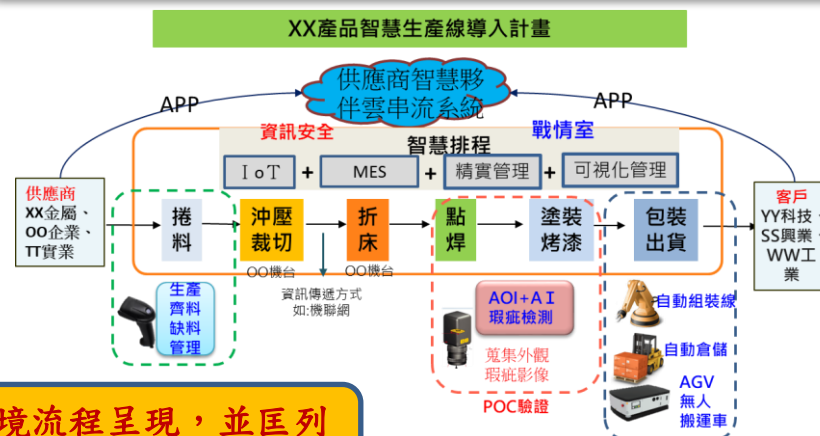 XX產品智慧生產線導入計畫
供應商智慧夥
伴雲串流系統
APP
APP
資訊安全
戰情室
智慧排程
IoT + MES + 精實管理 + 可視化管理
供應商
XX金屬、
OO企業、
TT實業
捲
料
沖壓
裁切
折
床
點
焊
塗裝
烤漆
包裝
出貨
客戶
YY科技、
SS興業、
WW工
業
OO機台
OO機台
資訊傳遞方式
如:機聯網
生產
齊料
缺料
管理
AOI+AI
瑕疵檢測
蒐集外觀
瑕疵影像
POC驗證
自動組裝線
自動倉儲
AGV
無人
搬運車
境流程呈現，並匡列